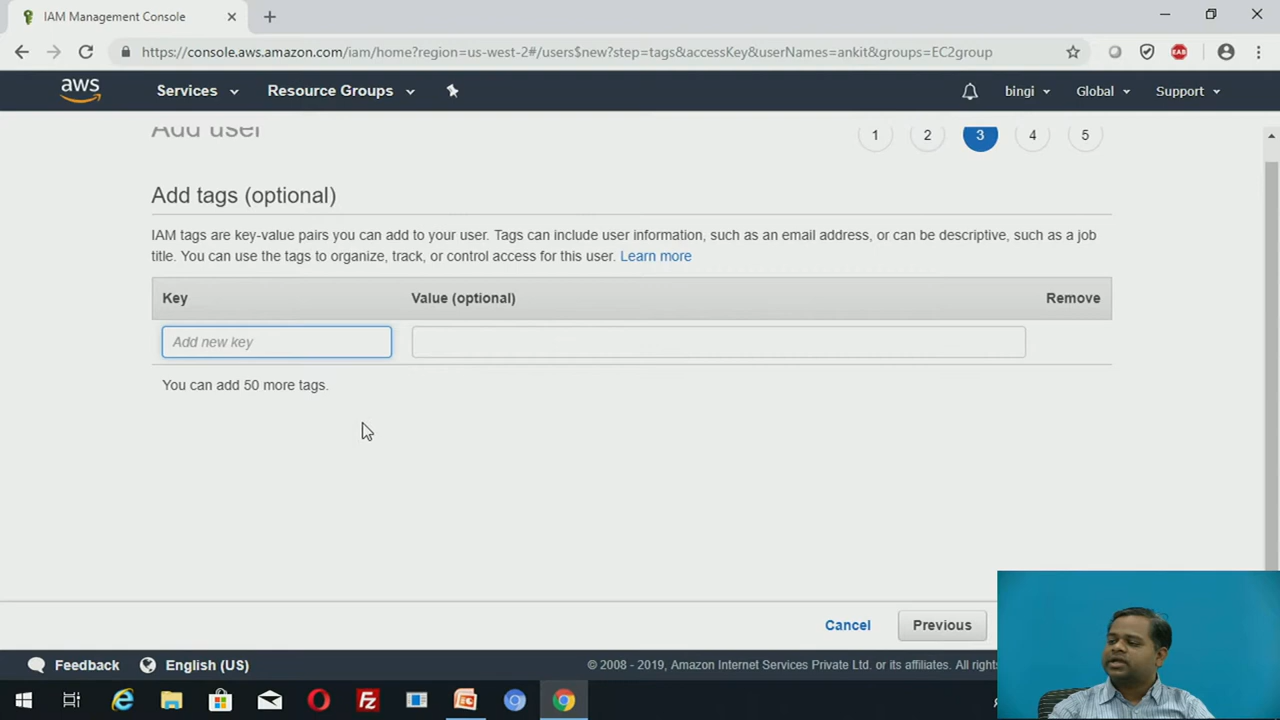 IAM Management Console
https://console.aws.amazon.com/iam/home?region=us-west-2#/users$new?step=tags&accessKey&userNames=ankit&groups=EC2group
EAB
aws
Services
Resource Groups
bingi
Global
Support
Add user
1
2
3
4
5
Add tags (optional)
IAM tags are key-value pairs you can add to your user. Tags can include user information, such as an email address, or can be descriptive, such as a job
title. You can use the tags to organize, track, or control access for this user. Learn more
Key
Value (optional)
Remove
Add new key
You can add 50 more tags.
Cancel
Previous
Feedback
English (US)
© 2008 - 2019, Amazon Internet Services Private Ltd. or its affiliates. All